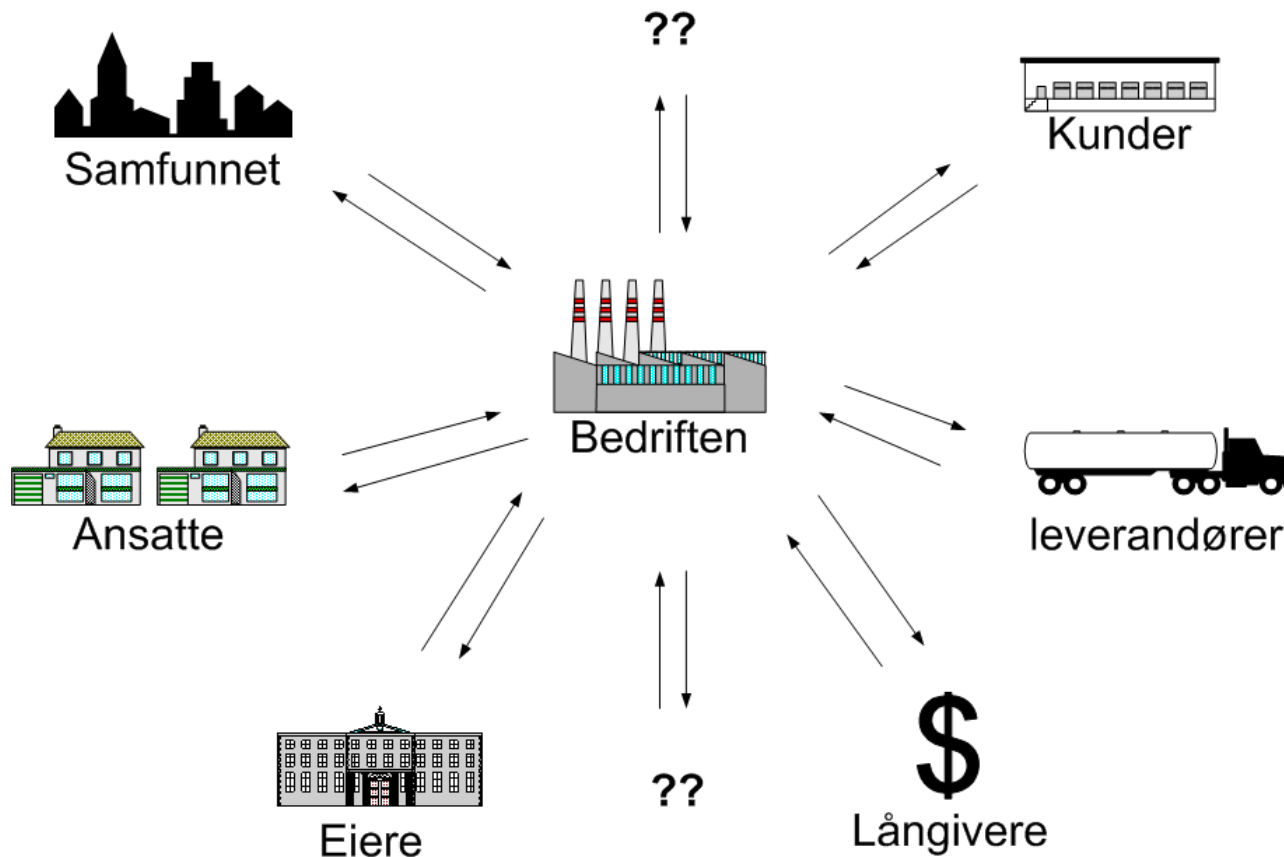 ??
Samfunnet
Kunder
Bedriften
Ansatte
leverandører
Eiere
??
$
Långivere